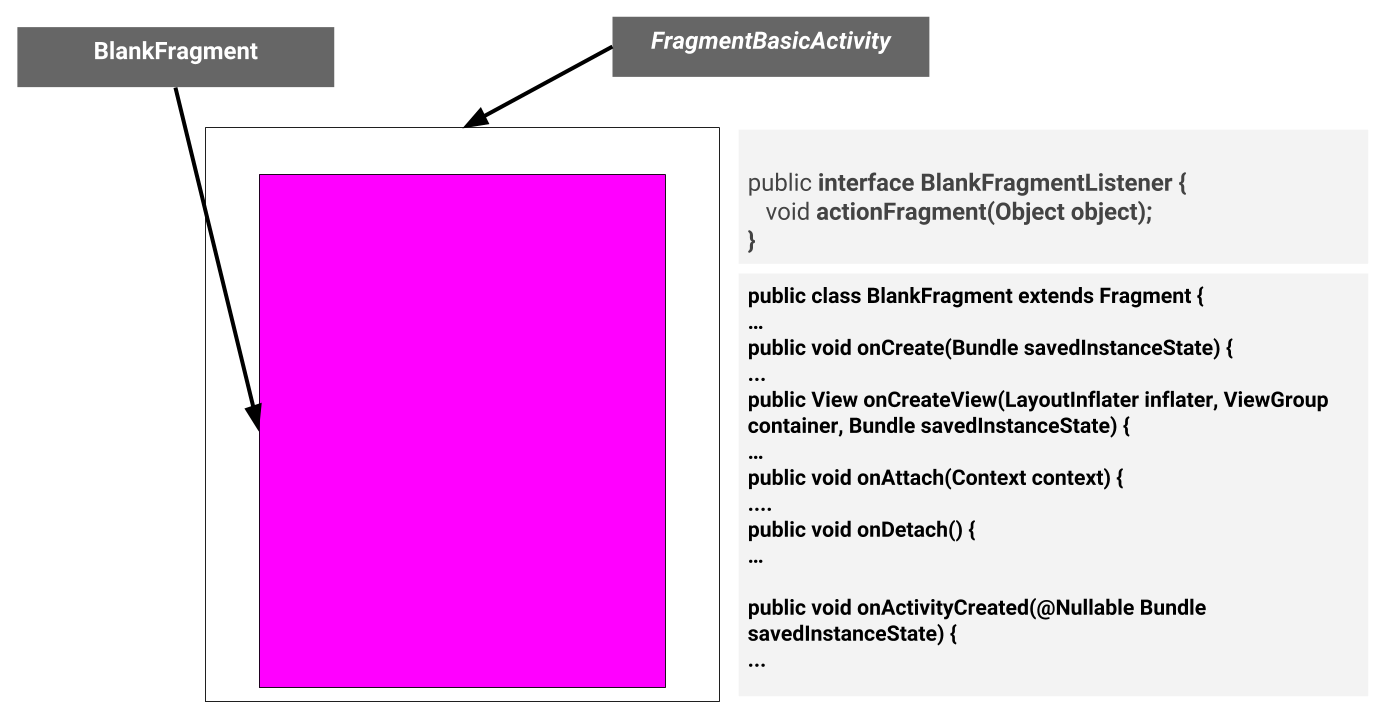 BlankFragment
FragmentBasicActivity
public interface BlankFragmentListener {
void actionFragment(Object object);
}
public class BlankFragment extends Fragment {
…
public void onCreate(Bundle savedInstanceState) {
...
public View onCreateView(LayoutInflater inflater, ViewGroup
container, Bundle savedInstanceState) {
…
public void onAttach(Context context) {
....
public void onDetach() {
…
public void onActivityCreated(@Nullable Bundle
savedInstanceState) {
...